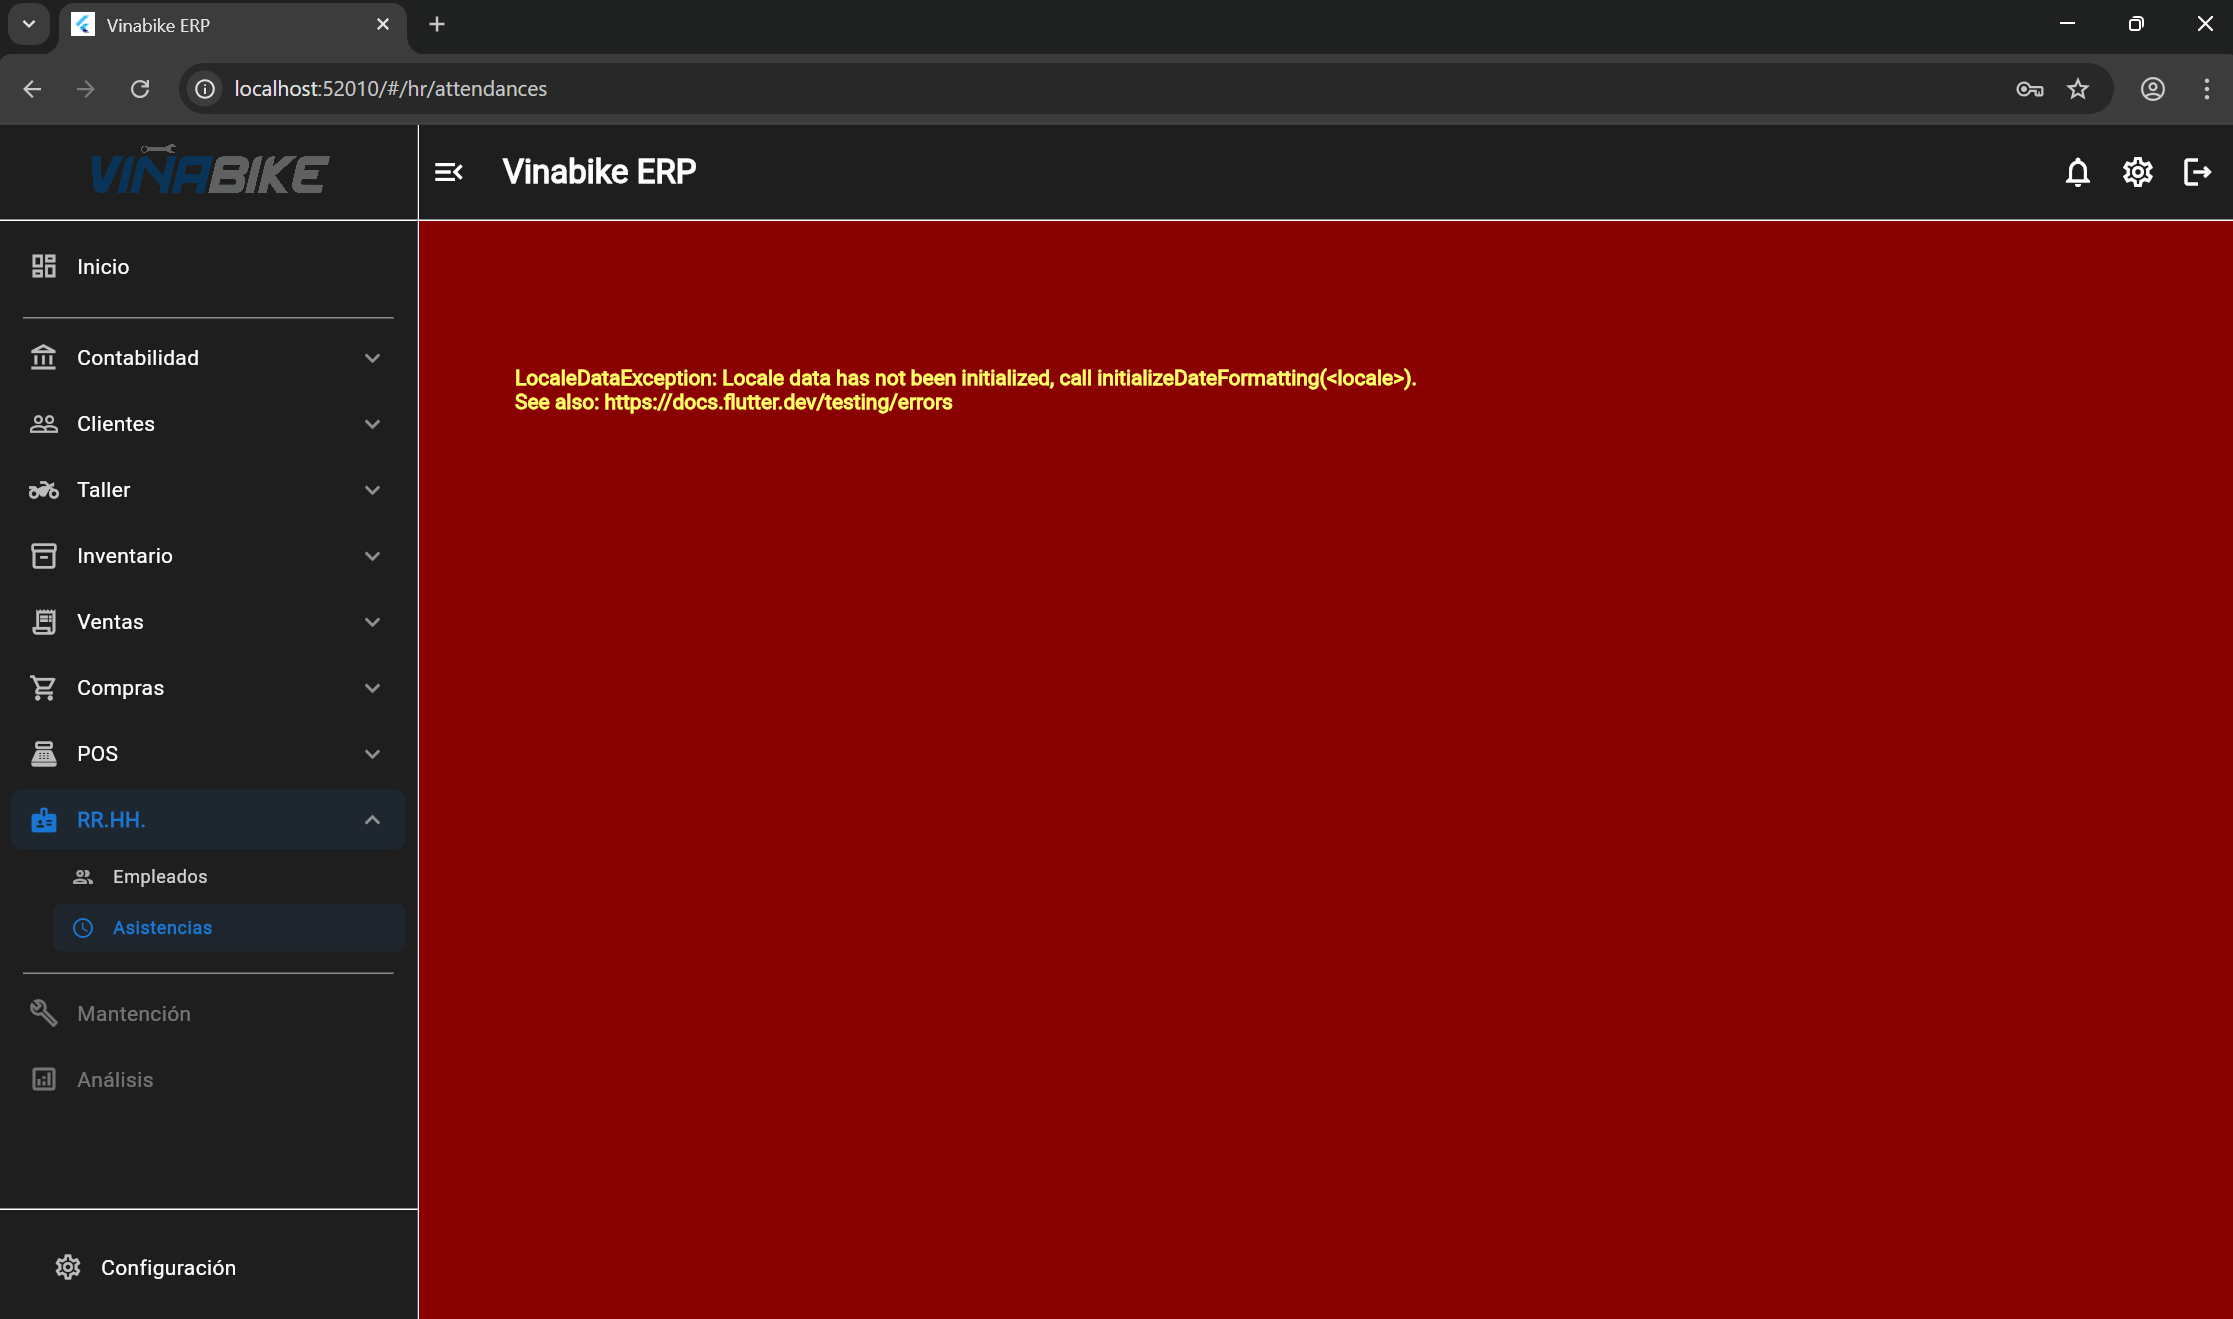 Vinabike ERP
localhost:52010/#/hr/attendances
VINABIKE
Vinabike ERP
Inicio
Contabilidad
Clientes
Taller
Inventario
Ventas
Compras
POS
RR.HH.
Empleados
Asistencias
Mantención
Análisis
Configuración
LocaleDataException: Locale data has not been initialized, call initializeDateFormatting(<locale>).
See also: https://docs.flutter.dev/testing/errors